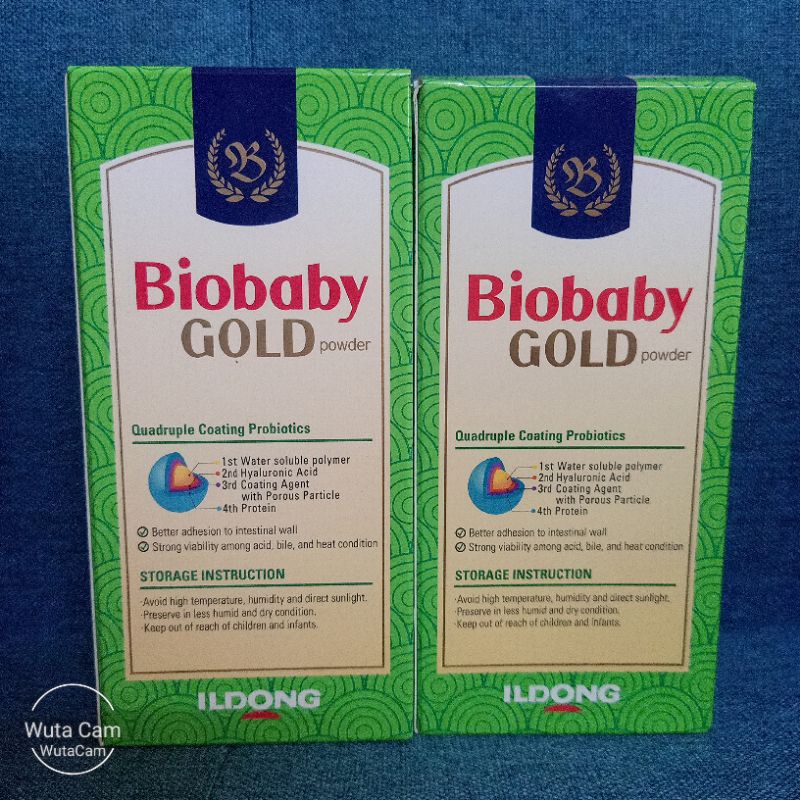 B
Biobaby
GOLD powder
Quadruple Coating Probiotics
1st Water soluble polymer
2nd Hyaluronic Acid
3rd Coating Agent
with Porous Particle
4th Protein
Better adhesion to intestinal wall
Strong viability among acid, bile, and heat condition
STORAGE INSTRUCTION
·Avoid high temperature, humidity and direct sunlight.
·Preserve in less humid and dry condition.
·Keep out of reach of children and infants.
ILDONG
B
Biobaby
GOLD powder
Quadruple Coating Probiotics
1st Water soluble polymer
2nd Hyaluronic Acid
3rd Coating Agent
with Porous Particle
4th Protein
Better adhesion to intestinal wall
Strong viability among acid, bile, and heat condition
STORAGE INSTRUCTION
·Avoid high temperature, humidity and direct sunlight.
·Preserve in less humid and dry condition.
·Keep out of reach of children and infants.
ILDONG
Wuta Cam
WutaCam